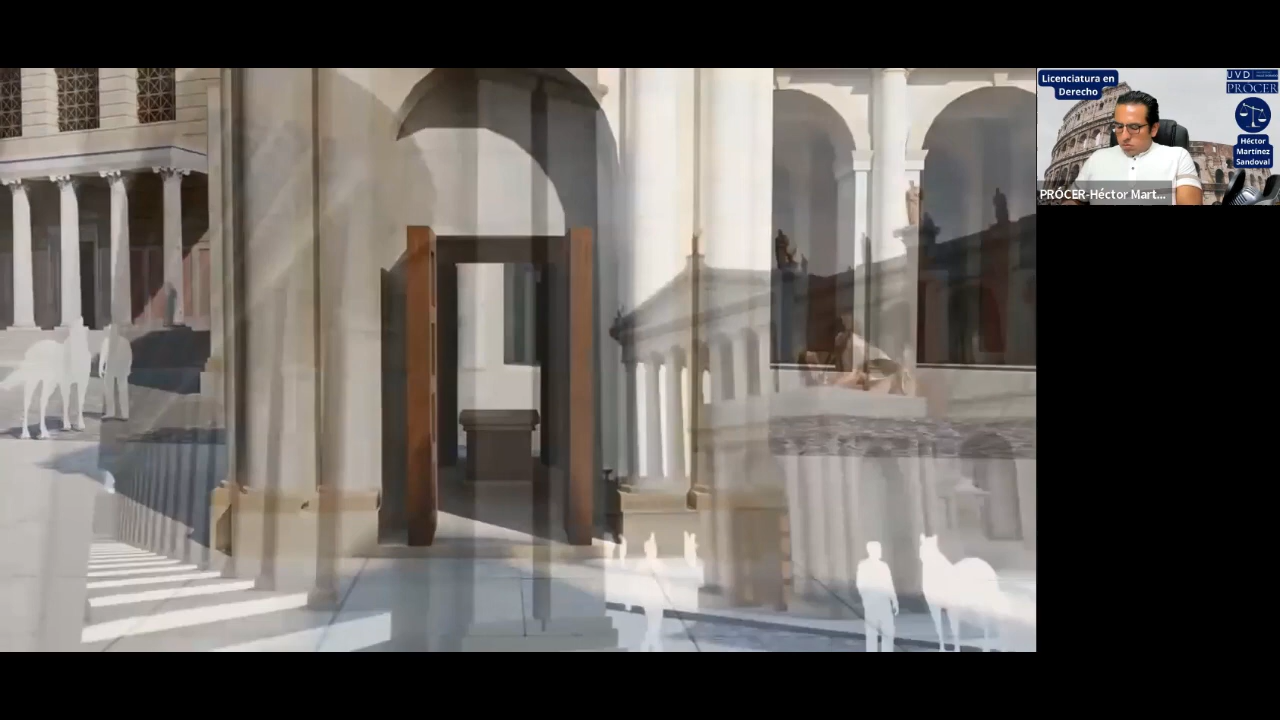 Licenciatura en
Derecho
UVD
PRÓCER
Héctor
Martínez
Sandoval
PRÓCER-Héctor Mart...